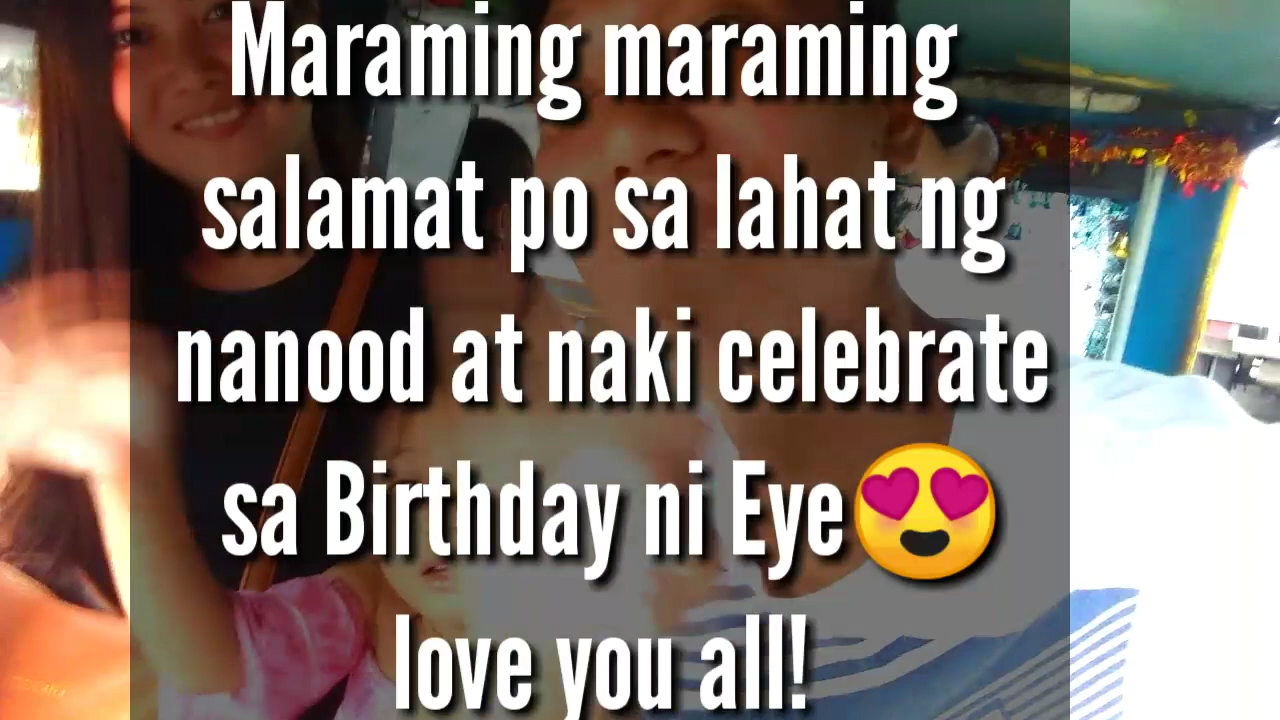 Maraming maraming
salamat po sa lahat ng
nanood at naki celebrate
sa Birthday ni Eye😍
love you all!